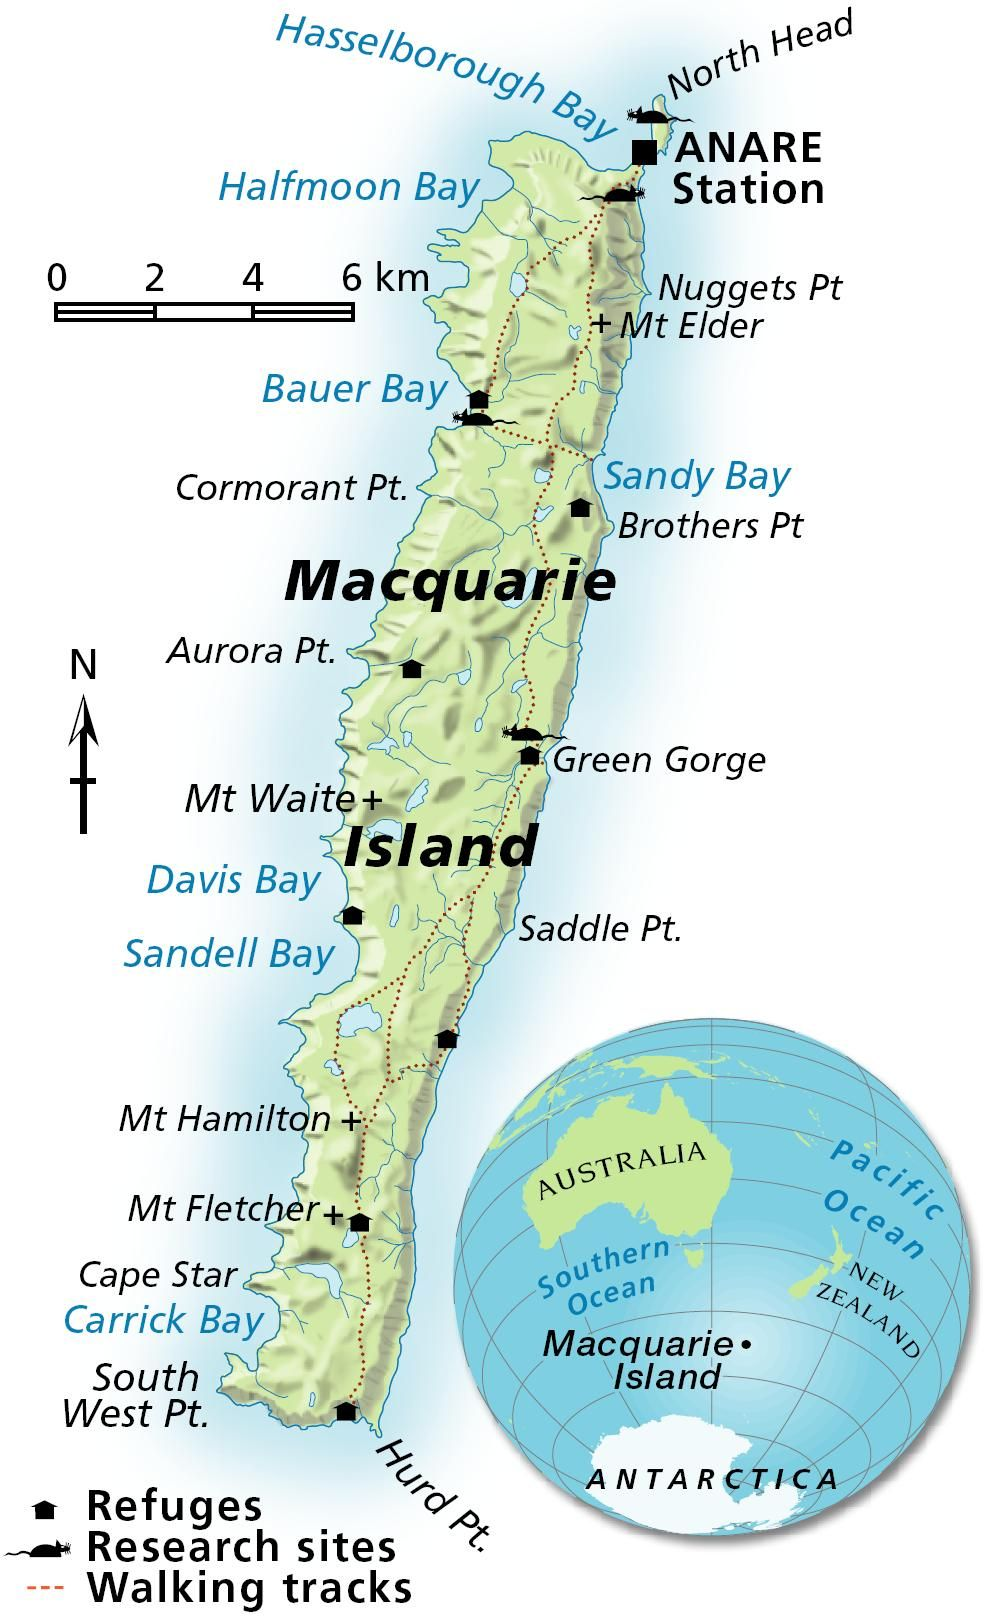 Hasselborough Bay
North Head
ANARE
Station
Halfmoon Bay
0 2 4 6 km
Nuggets Pt
Mt Elder
Bauer Bay
Sandy Bay
Cormorant Pt.
Brothers Pt
Macquarie
Aurora Pt.
N
Green Gorge
Mt Waite
Island
Davis Bay
Saddle Pt.
Sandell Bay
Mt Hamilton
Mt Fletcher
Cape Star
Carrick Bay
South
West Pt.
Hurd Pt.
AUSTRALIA
Pacific
Ocean
Southern
Ocean
NEW
ZEALAND
Macquarie
Island
ANTARCTICA
Refuges
Research sites
Walking tracks